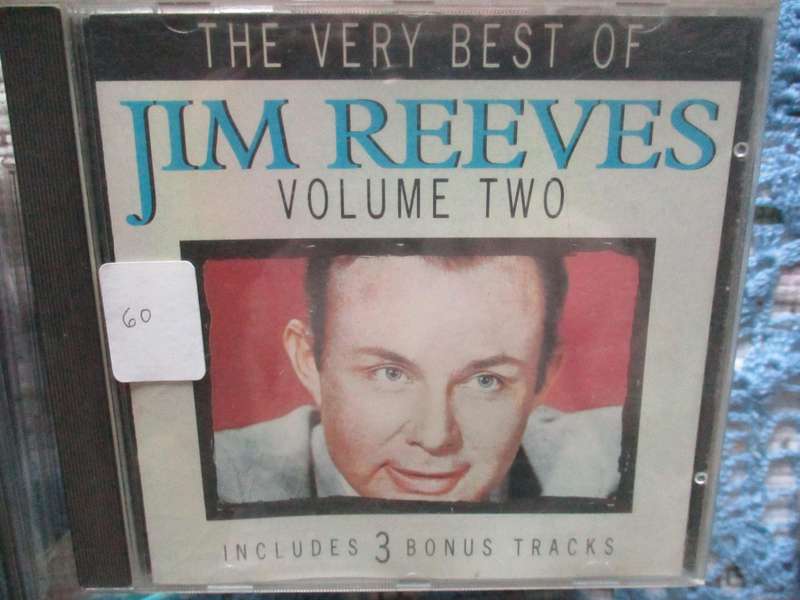 THE VERY BEST OF
JIM REEVES
VOLUME TWO
60
INCLUDES 3 BONUS TRACKS